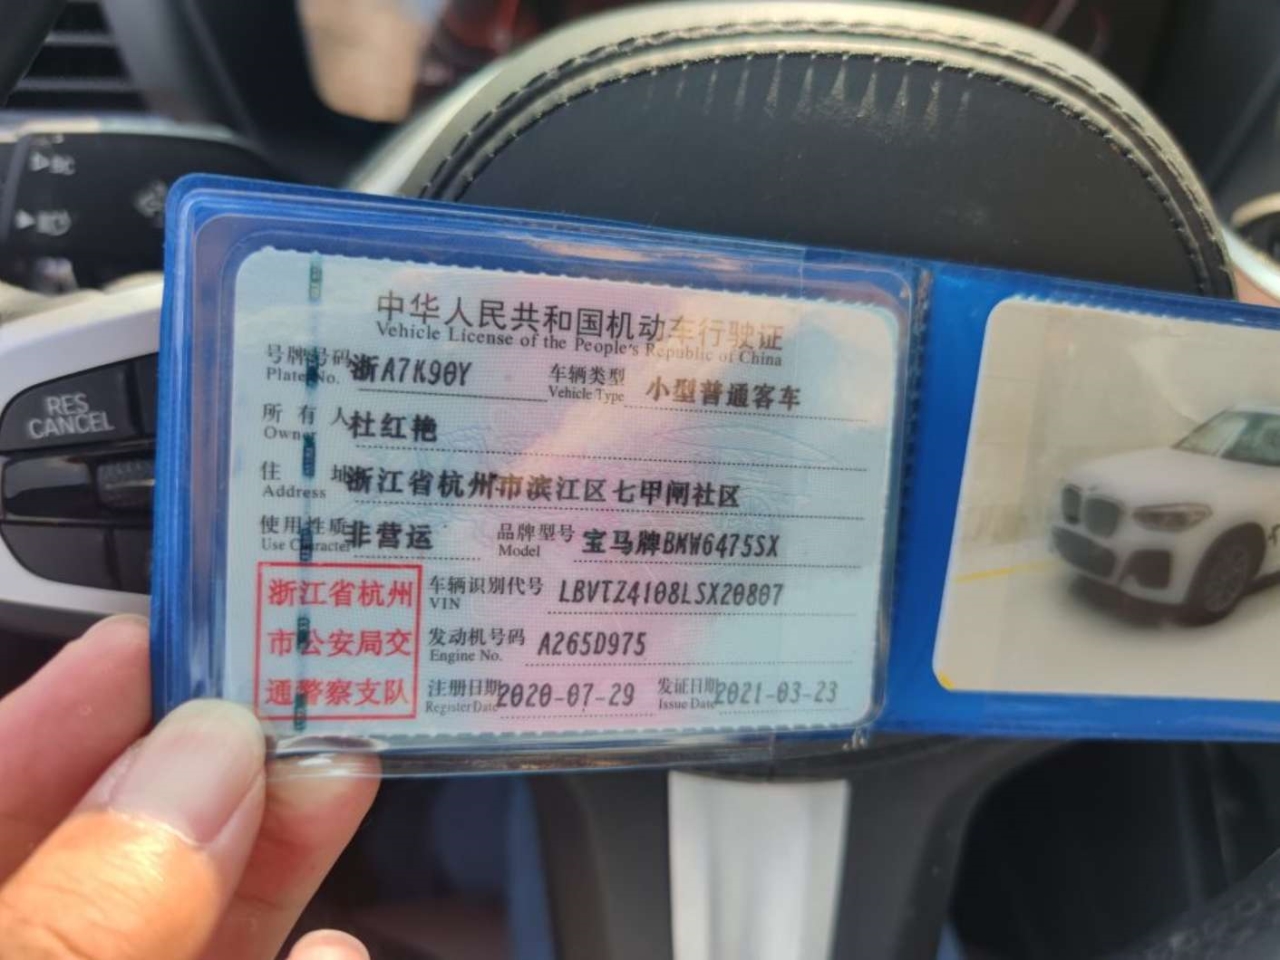 中华人民共和国机动车行驶证
Vehicle License of the People's Republic of China
号牌号码 浙A7K90Y 车辆类型 小型普通客车
Plate No. Vehicle Type
所有人 杜红艳
Owner
住址 浙江省杭州市滨江区七甲闸社区
Address
使用性质 非营运 品牌型号 宝马牌BMW6475SX
Use Character Model
浙江省杭州
市公安局交
通警察支队
车辆识别代号 LBVTZ4108LSX20807
VIN
发动机号码 A265D975
Engine No.
注册日期 2020-07-29 发证日期 2021-03-23
Register Date Issue Date
RES
CANCEL